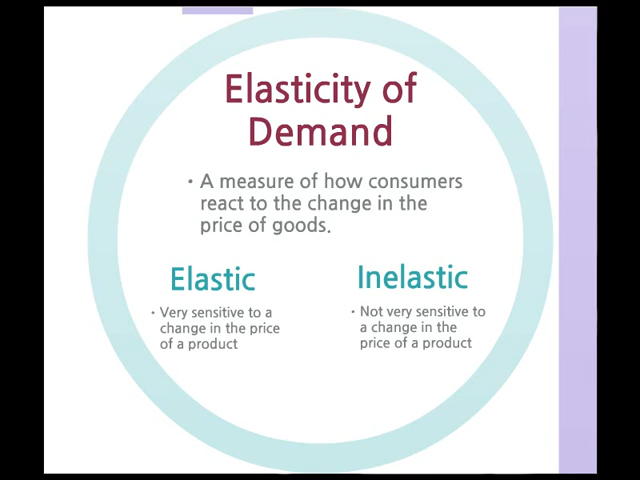 Elasticity of
Demand
· A measure of how consumers
react to the change in the
price of goods.
Elastic
· Very sensitive to a
change in the price
of a product
Inelastic
· Not very sensitive to
a change in the
price of a product